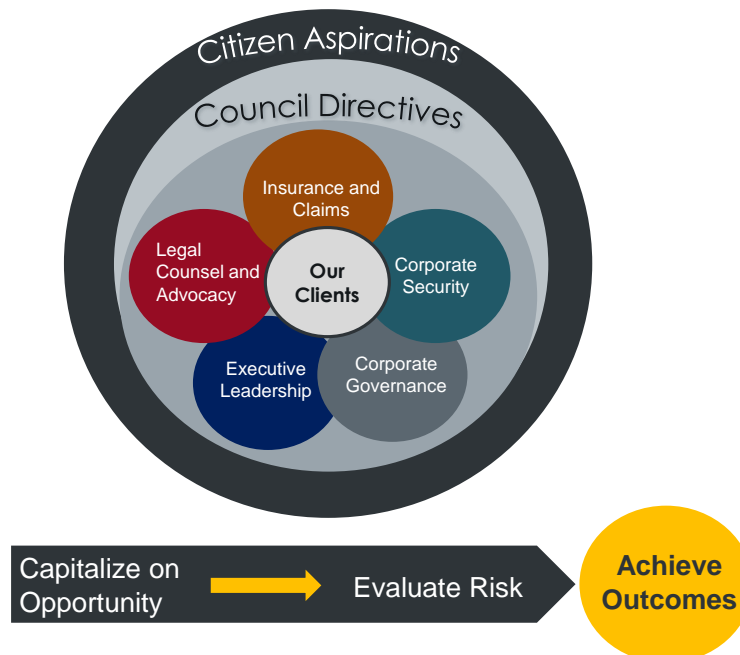 Citizen Aspirations
Council Directives
Insurance and
Claims
Legal
Counsel and
Advocacy
Our
Clients
Corporate
Security
Executive
Leadership
Corporate
Governance
Capitalize on
Opportunity
Evaluate Risk
Achieve
Outcomes